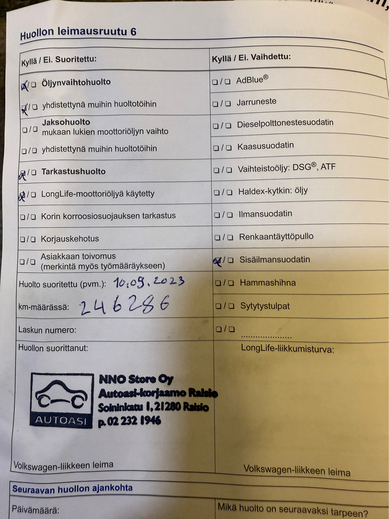 Huollon leimausruutu 6
Kyllä / Ei. Suoritettu:
Öljynvaihtohuolto
yhdistettynä muihin huoltotöihin
Jaksohuolto
mukaan lukien moottoriöljyn vaihto
yhdistettynä muihin huoltotöihin
Tarkastushuolto
LongLife-moottoriöljyä käytetty
Korin korroosiosuojauksen tarkastus
Korjauskehotus
Asiakkaan toivomus
(merkintä myös työmääräykseen)
Huolto suoritettu (pvm.): 10.09.2023
km-määrässä: 246286
Laskun numero:
Huollon suorittanut:
AUTOASI
NNO Store Oy
Autoasi-korjaamo Raisio
Soininkatu 1, 21280 Raisio
p. 02 232 1946
Volkswagen-liikkeen leima
Kyllä / Ei. Vaihdettu:
AdBlue®
Jarruneste
Dieselpolttonestesuodatin
Kaasusuodatin
Vaihteistoöljy: DSG®, ATF
Haldex-kytkin: öljy
Ilmansuodatin
Renkaantäyttöpullo
Sisäilmansuodatin
Hammashihna
Sytytystulpat
LongLife-liikkumisturva:
Volkswagen-liikkeen leima
Seuraavan huollon ajankohta
Päivämäärä:
Mikä huolto on seuraavaksi tarpeen?